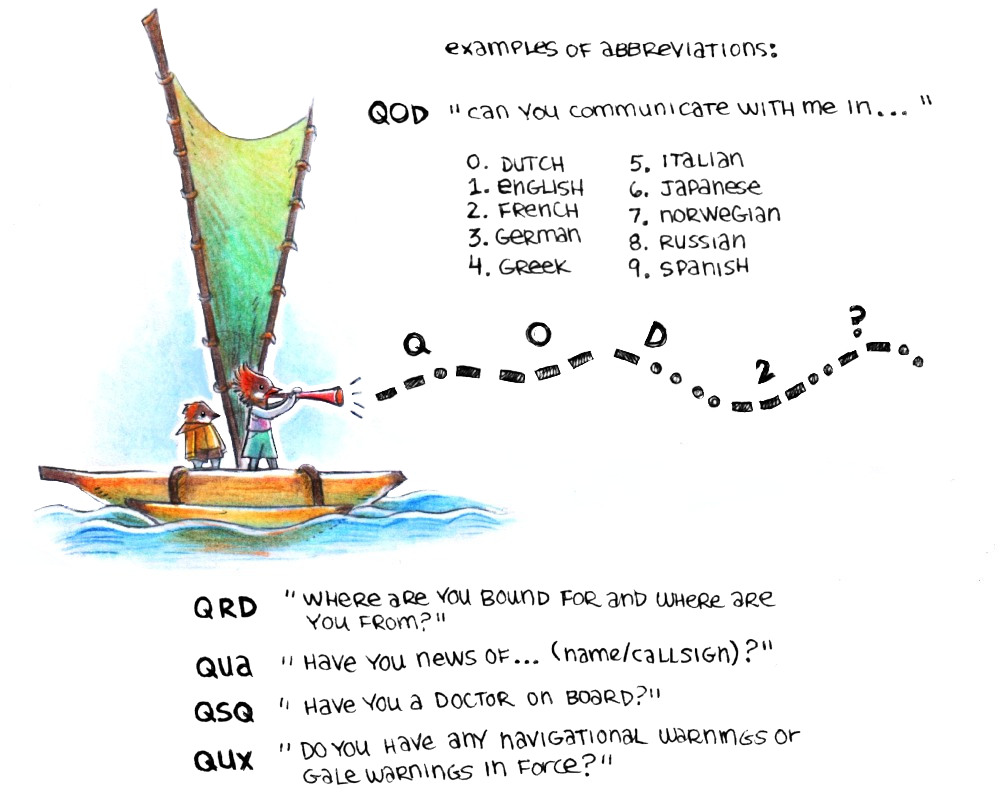 examples of abbreviations:
QOD "can you communicate with me in... "
0. Dutch
1. English
2. French
3. German
4. Greek
5. Italian
6. Japanese
7. Norwegian
8. Russian
9. Spanish
Q O D 2 ?
QRD "Where are you bound for and where are
you from?"
QUA "Have you news of... (name/callsign)?"
QSQ "Have you a doctor on board?"
QUX "Do you have any navigational warnings or
gale warnings in force?"